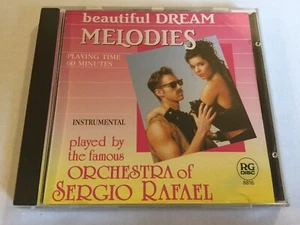 beautiful DREAM
MELODIES
PLAYING TIME
60 MINUTES
INSTRUMENTAL
played by
the famous
ORCHESTRA of
SERGIO RAFAEL
RG
DISC